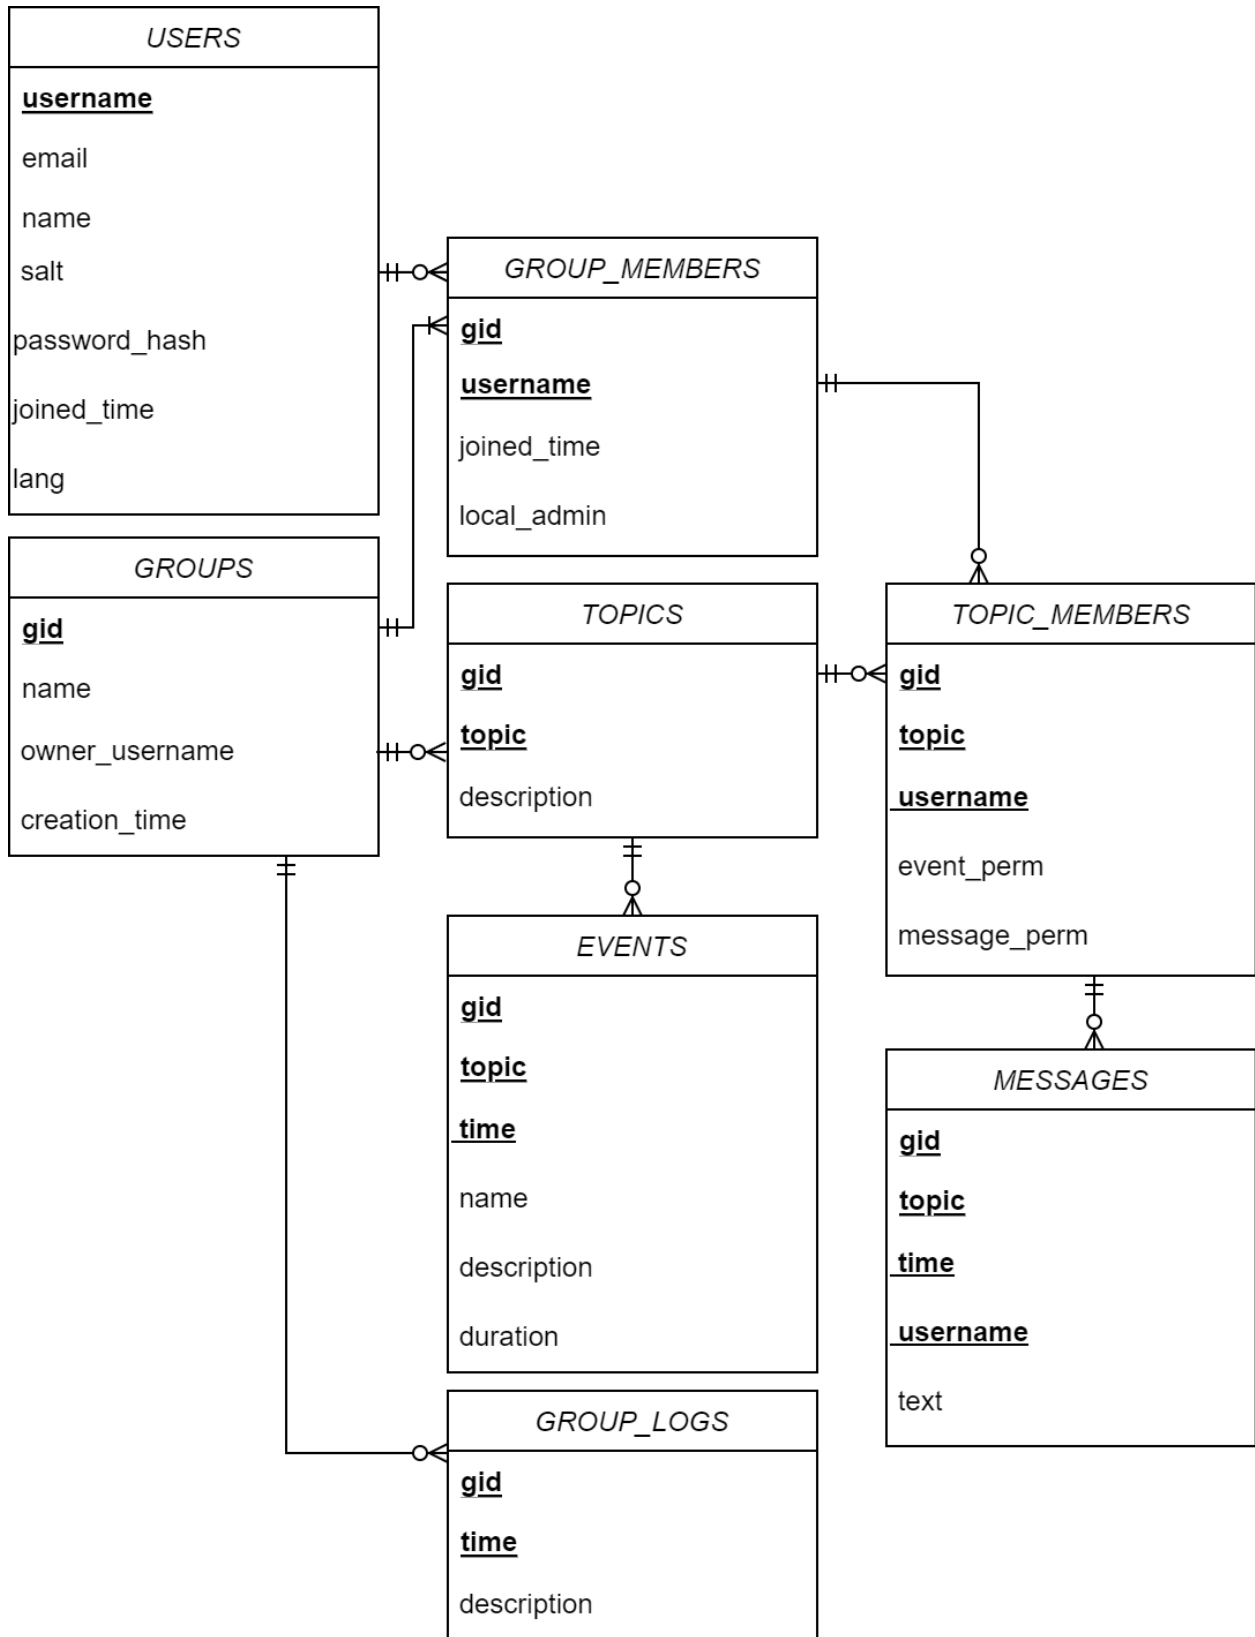 USERS
username
email
name
salt
password_hash
joined_time
lang
GROUP_MEMBERS
gid
username
joined_time
local_admin
GROUPS
gid
name
owner_username
creation_time
TOPICS
gid
topic
description
TOPIC_MEMBERS
gid
topic
username
event_perm
message_perm
EVENTS
gid
topic
time
name
description
duration
MESSAGES
gid
topic
time
username
text
GROUP_LOGS
gid
time
description